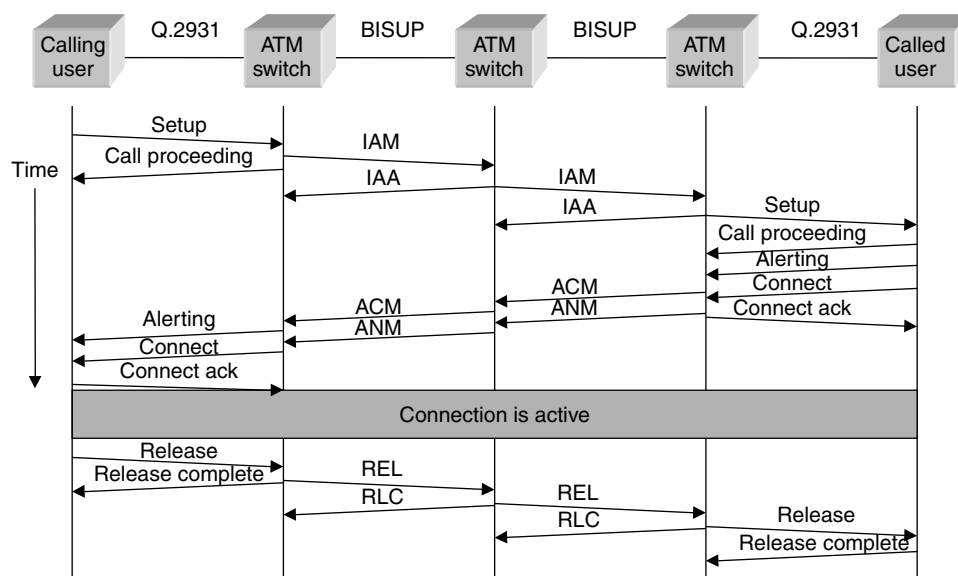 Q.2931 BISUP BISUP Q.2931
Calling user
ATM switch
ATM switch
ATM switch
Called user
Time
Setup
IAM
Call proceeding
IAA
IAM
IAA
Setup
Call proceeding
Alerting
Connect
ACM
ACM
ANM
Connect ack
Alerting
ANM
Connect
Connect ack
Connection is active
Release
REL
Release complete
RLC
REL
RLC
Release
Release complete